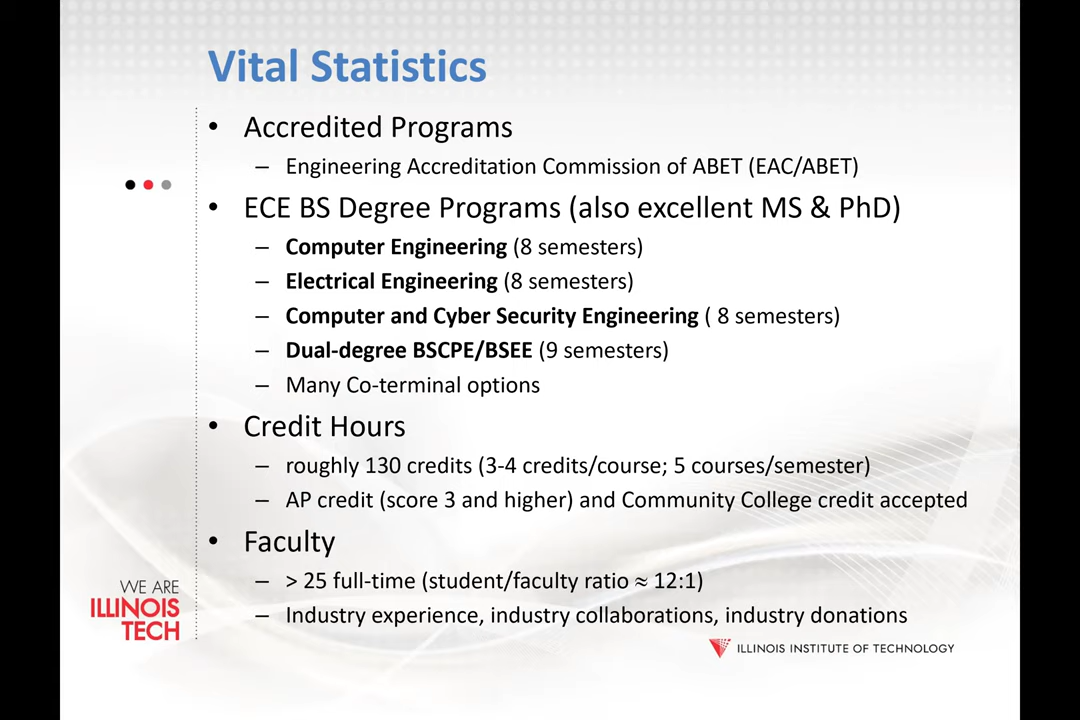 Vital Statistics
• Accredited Programs
– Engineering Accreditation Commission of ABET (EAC/ABET)
• ECE BS Degree Programs (also excellent MS & PhD)
– Computer Engineering (8 semesters)
– Electrical Engineering (8 semesters)
– Computer and Cyber Security Engineering ( 8 semesters)
– Dual-degree BSCPE/BSEE (9 semesters)
– Many Co-terminal options
• Credit Hours
– roughly 130 credits (3-4 credits/course; 5 courses/semester)
– AP credit (score 3 and higher) and Community College credit accepted
• Faculty
– > 25 full-time (student/faculty ratio ≈ 12:1)
– Industry experience, industry collaborations, industry donations
WE ARE
ILLINOIS
TECH
ILLINOIS INSTITUTE OF TECHNOLOGY